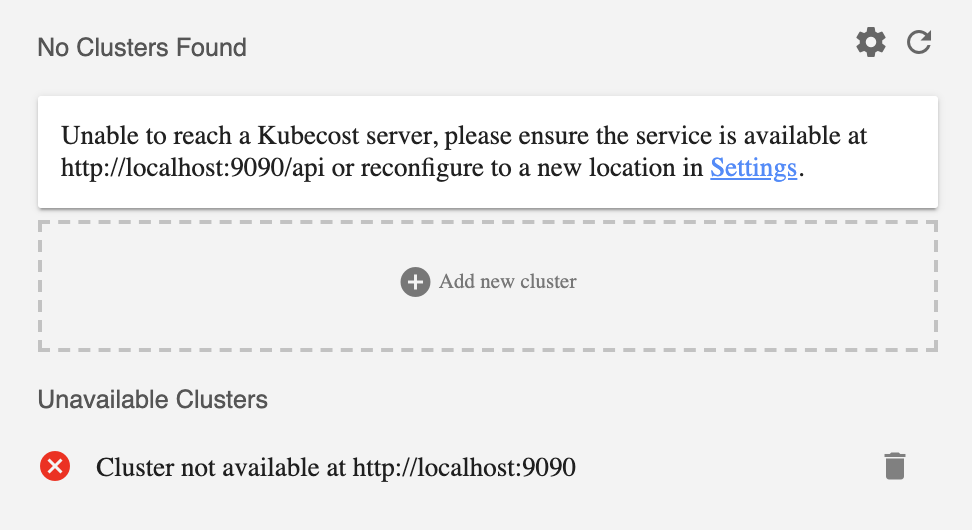 No Clusters Found
Unable to reach a Kubecost server, please ensure the service is available at
http://localhost:9090/api or reconfigure to a new location in Settings.
Add new cluster
Unavailable Clusters
Cluster not available at http://localhost:9090